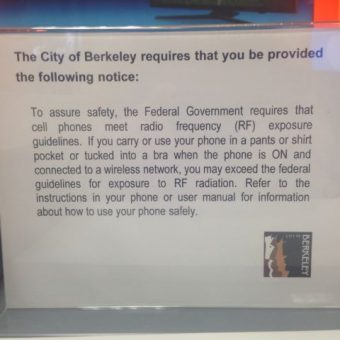 The City of Berkeley requires that you be provided
the following notice:
To assure safety, the Federal Government requires that
cell phones meet radio frequency (RF) exposure
guidelines. If you carry or use your phone in a pants or shirt
pocket or tucked into a bra when the phone is ON and
connected to a wireless network, you may exceed the federal
guidelines for exposure to RF radiation. Refer to the
instructions in your phone or user manual for information
about how to use your phone safely.
BERKELEY